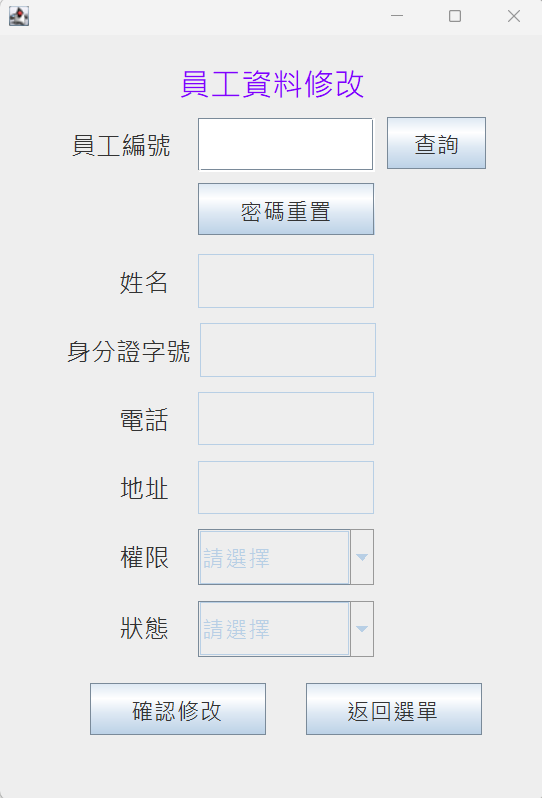 員工資料修改
員工編號 查詢
密碼重置
姓名
身分證字號
電話
地址
權限 請選擇
狀態 請選擇
確認修改 返回選單